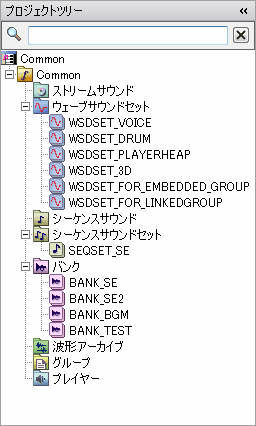 プロジェクトツリー
Common
Common
ストリームサウンド
ウェーブサウンドセット
WSDSET_VOICE
WSDSET_DRUM
WSDSET_PLAYERHEAP
WSDSET_3D
WSDSET_FOR_EMBEDDED_GROUP
WSDSET_FOR_LINKEDGROUP
シーケンスサウンド
シーケンスサウンドセット
SEQSET_SE
バンク
BANK_SE
BANK_SE2
BANK_BGM
BANK_TEST
波形アーカイブ
グループ
プレイヤー